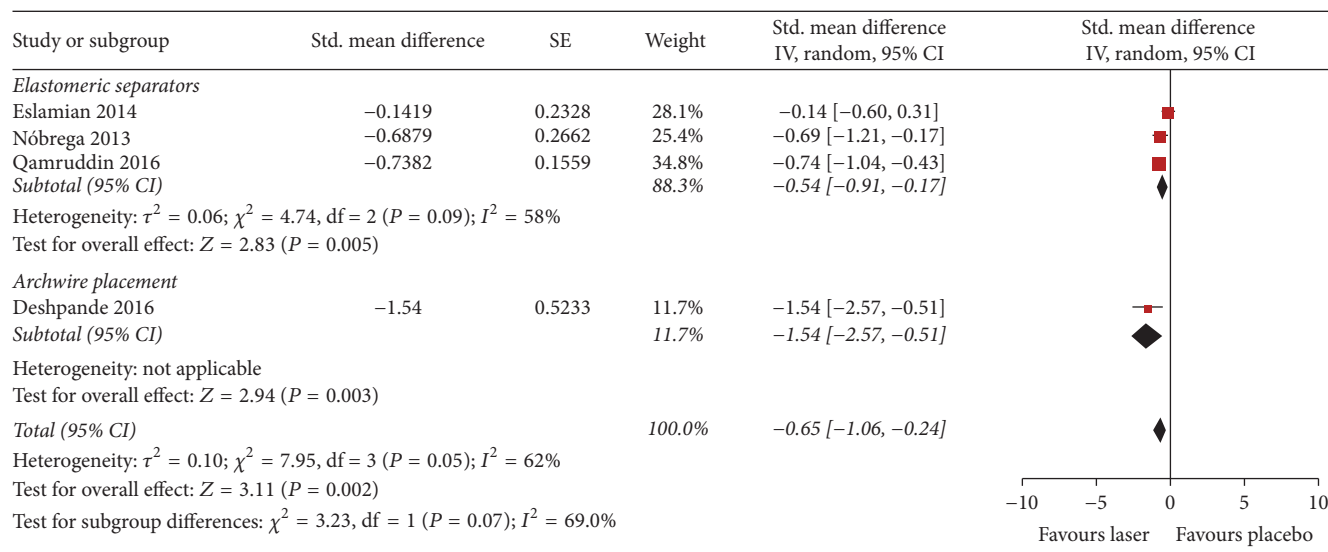 Study or subgroup Std. mean difference SE Weight Std. mean difference IV, random, 95% CI Std. mean difference IV, random, 95% CI
Elastomeric separators
Eslamian 2014 −0.1419 0.2328 28.1% −0.14 [−0.60, 0.31]
Nóbrega 2013 −0.6879 0.2662 25.4% −0.69 [−1.21, −0.17]
Qamruddin 2016 −0.7382 0.1559 34.8% −0.74 [−1.04, −0.43]
Subtotal (95% CI) 88.3% −0.54 [−0.91, −0.17]
Heterogeneity: τ² = 0.06; χ² = 4.74, df = 2 (P = 0.09); I² = 58%
Test for overall effect: Z = 2.83 (P = 0.005)
Archwire placement
Deshpande 2016 −1.54 0.5233 11.7% −1.54 [−2.57, −0.51]
Subtotal (95% CI) 11.7% −1.54 [−2.57, −0.51]
Heterogeneity: not applicable
Test for overall effect: Z = 2.94 (P = 0.003)
Total (95% CI) 100.0% −0.65 [−1.06, −0.24]
Heterogeneity: τ² = 0.10; χ² = 7.95, df = 3 (P = 0.05); I² = 62%
Test for overall effect: Z = 3.11 (P = 0.002)
Test for subgroup differences: χ² = 3.23, df = 1 (P = 0.07); I² = 69.0%
−10 −5 0 5 10
Favours laser Favours placebo